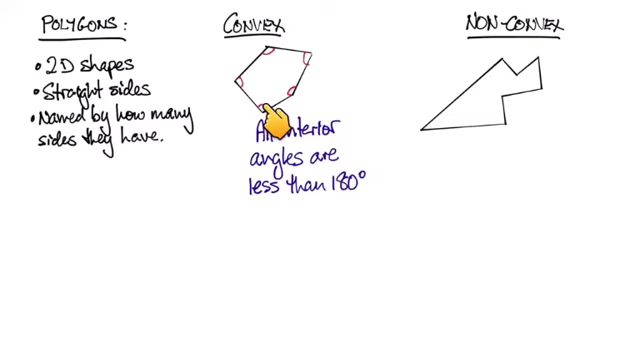 POLYGONS:
• 2D shapes
• Straight sides
• Named by how many
sides they have.
CONVEX
All interior
angles are
less than 180°
NON-CONVEX